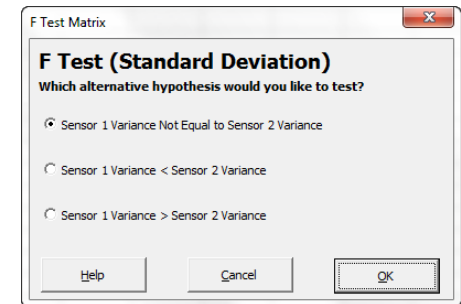 F Test Matrix
F Test (Standard Deviation)
Which alternative hypothesis would you like to test?
Sensor 1 Variance Not Equal to Sensor 2 Variance
Sensor 1 Variance < Sensor 2 Variance
Sensor 1 Variance > Sensor 2 Variance
Help Cancel OK